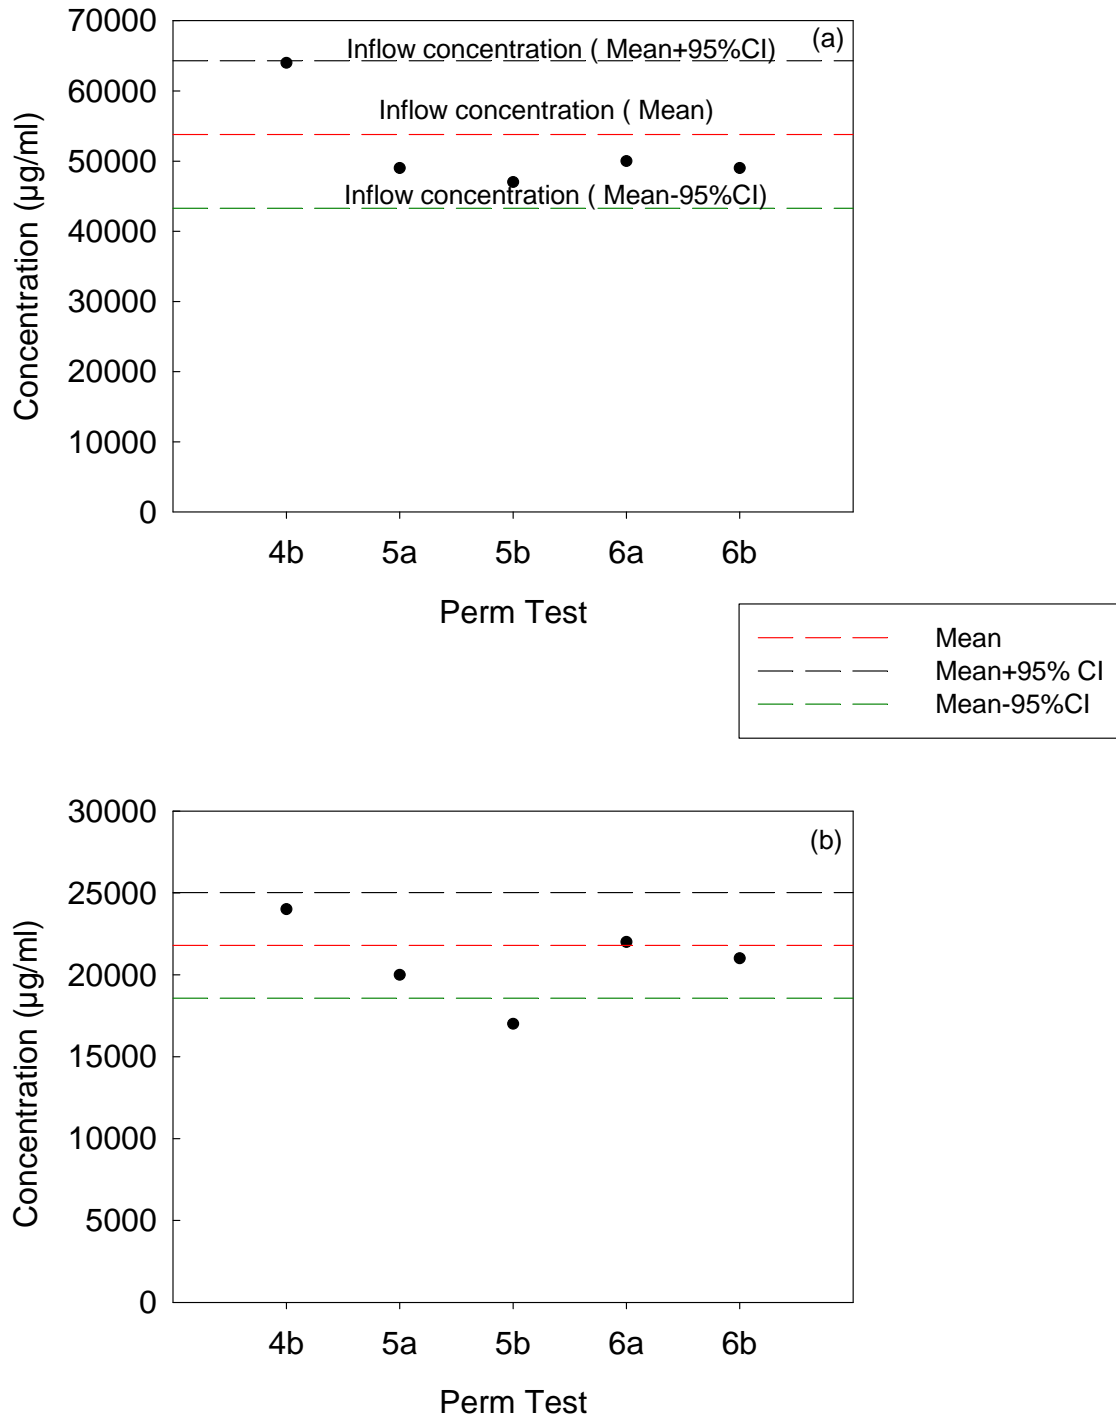 70000
(a)
Inflow concentration ( Mean+95%CI)
60000
Inflow concentration ( Mean)
50000
Inflow concentration ( Mean-95%CI)
40000
30000
20000
10000
0
Concentration (µg/ml)
4b 5a 5b 6a 6b
Perm Test
Mean
Mean+95% CI
Mean-95%CI
30000
(b)
25000
20000
15000
10000
5000
0
Concentration (µg/ml)
4b 5a 5b 6a 6b
Perm Test